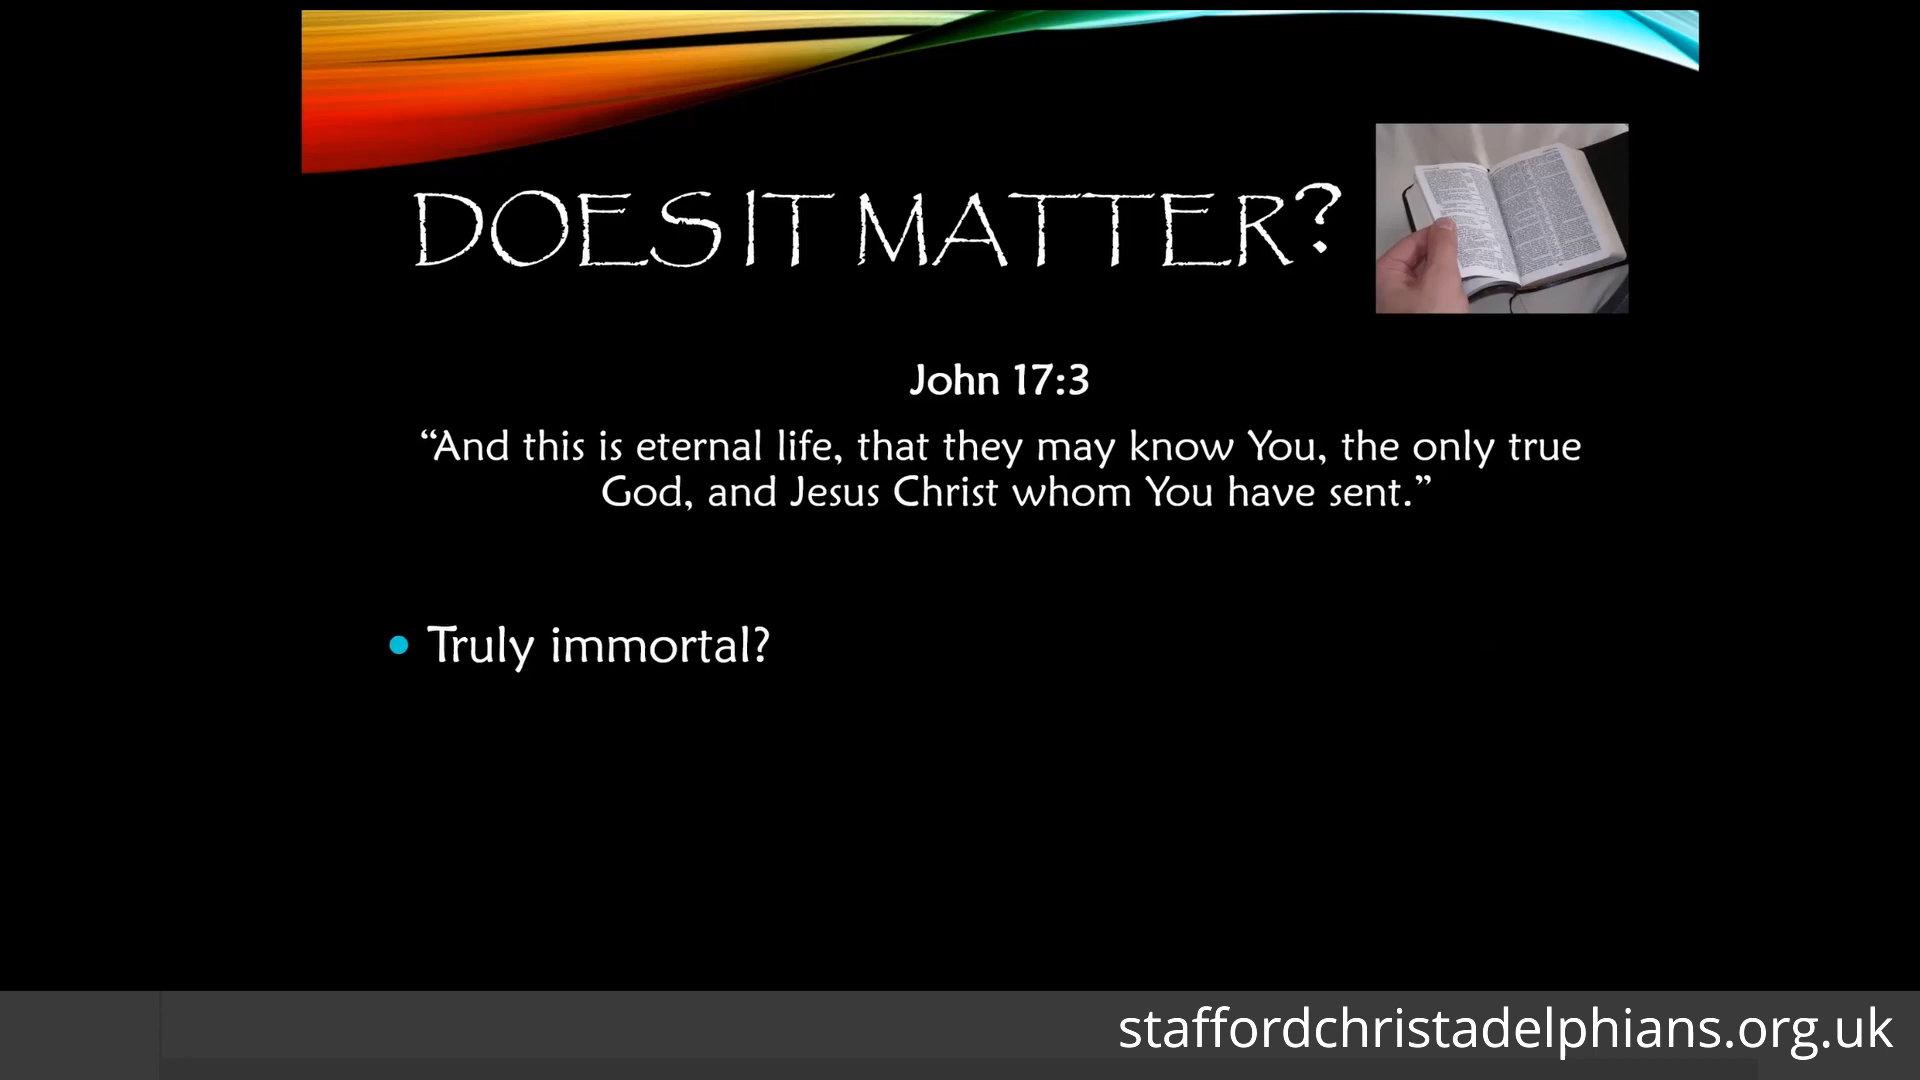 DOES IT MATTER?
John 17:3
“And this is eternal life, that they may know You, the only true
God, and Jesus Christ whom You have sent.”
• Truly immortal?
staffordchristadelphians.org.uk